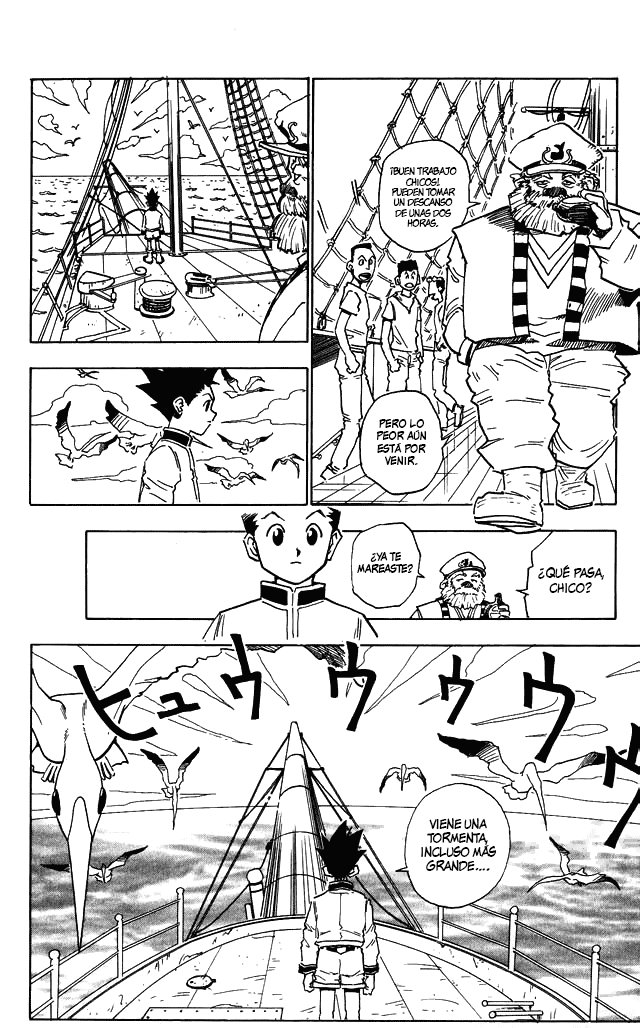 ¡BUEN TRABAJO
CHICOS!
PUEDEN TOMAR
UN DESCANSO
DE UNAS DOS
HORAS.
PERO LO
PEOR AÚN
ESTÁ POR
VENIR.
¿QUÉ PASA,
CHICO?
¿YA TE
MAREASTE?
ヒュウウウウウ
VIENE UNA
TORMENTA,
INCLUSO MÁS
GRANDE....